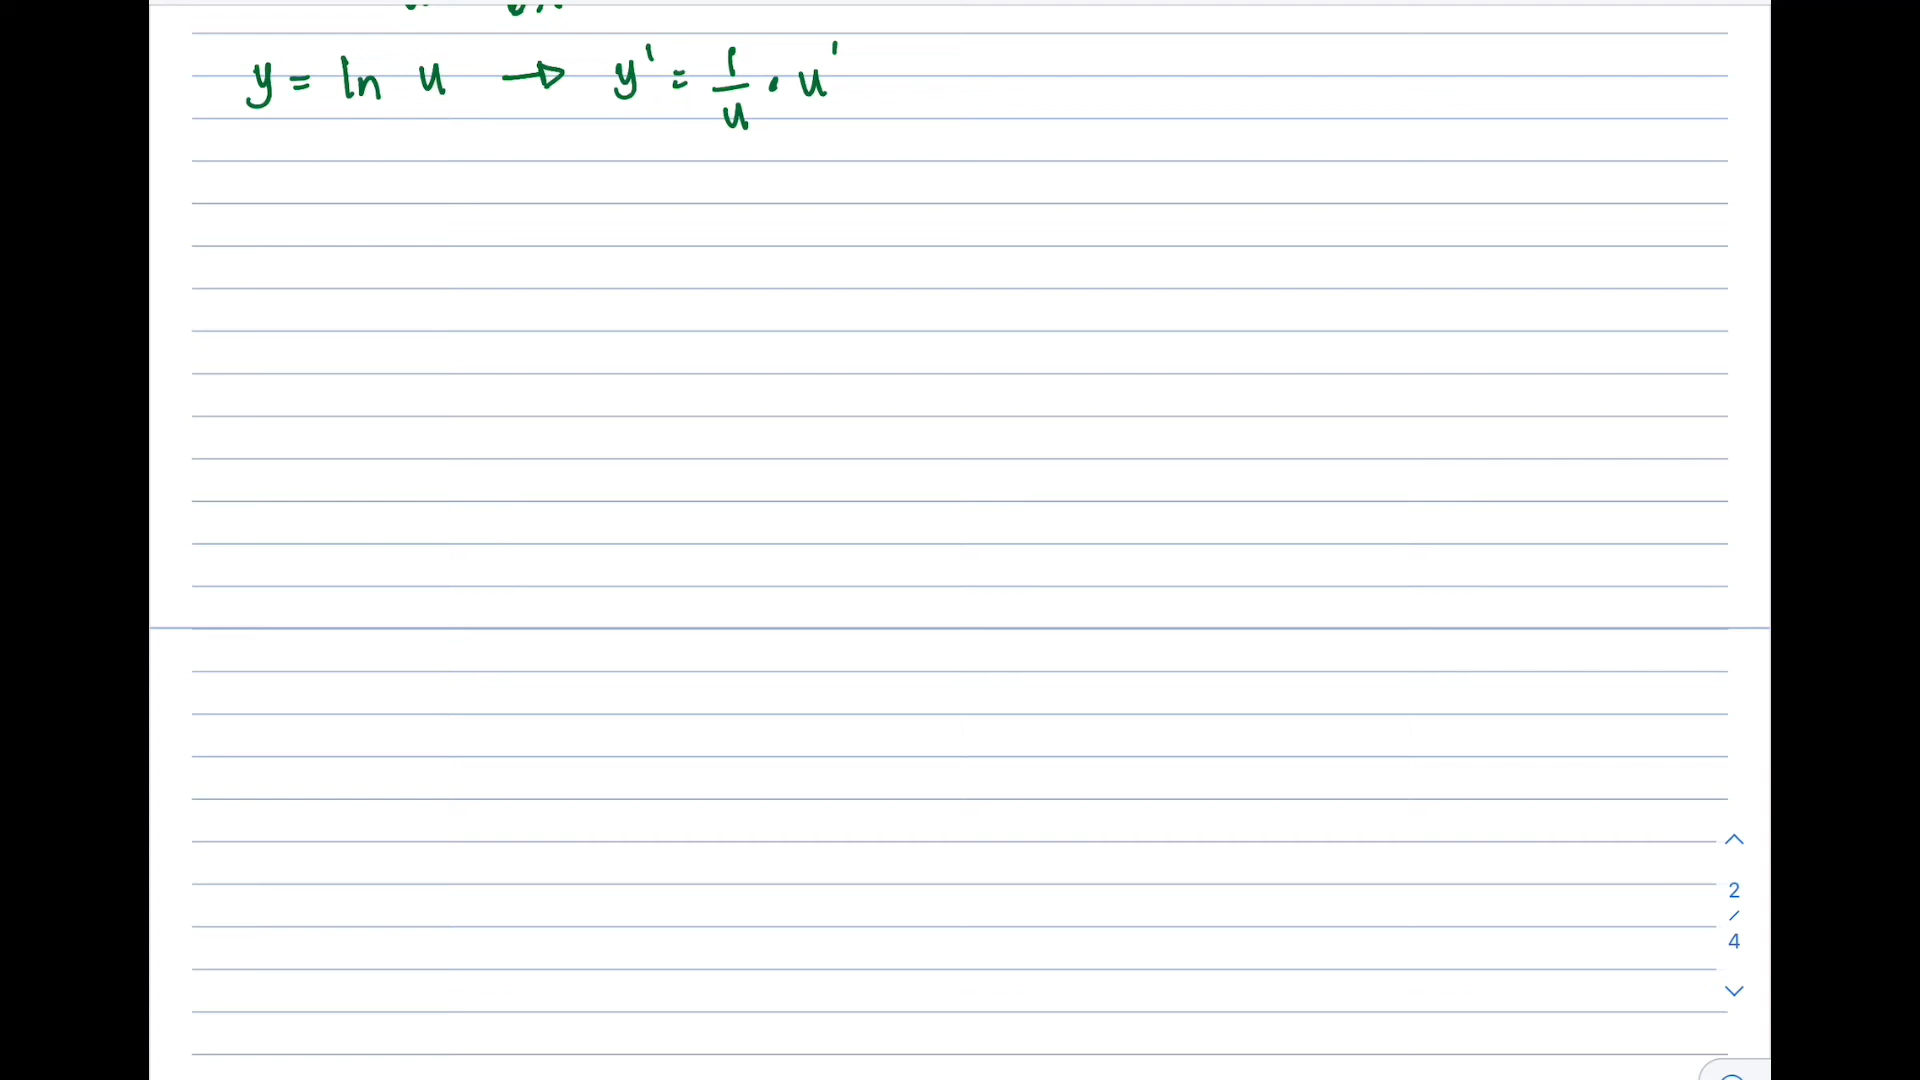 y = ln u → y' = 1/u · u'
2
/
4